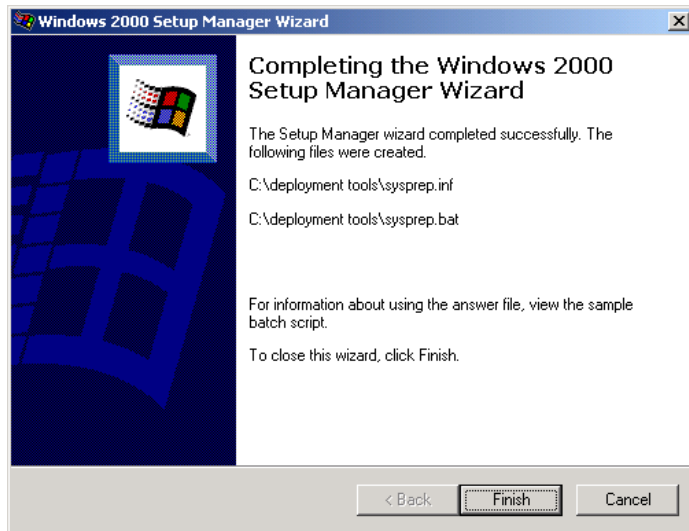 Windows 2000 Setup Manager Wizard
Completing the Windows 2000
Setup Manager Wizard
The Setup Manager wizard completed successfully. The
following files were created.
C:\deployment tools\sysprep.inf
C:\deployment tools\sysprep.bat
For information about using the answer file, view the sample
batch script.
To close this wizard, click Finish.
< Back
Finish
Cancel